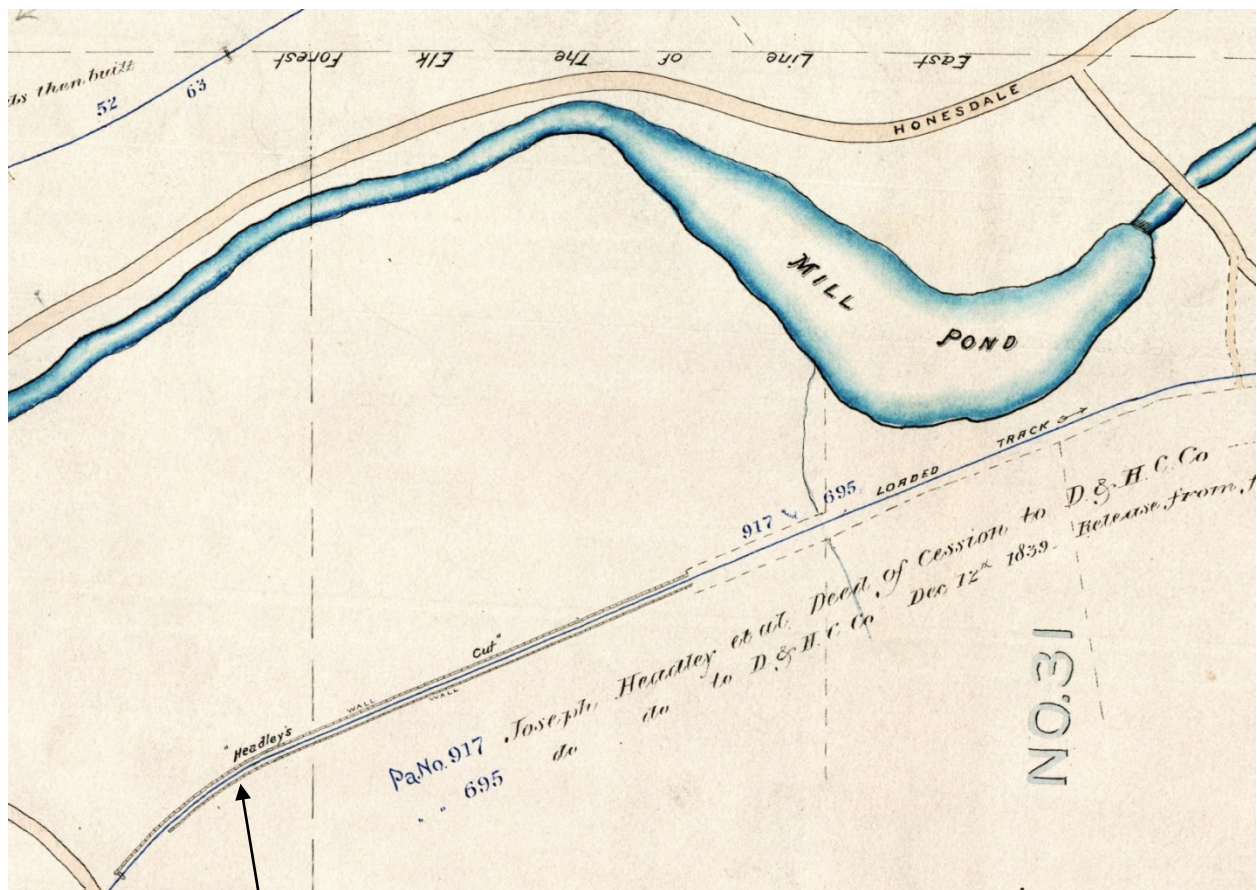 East Line of The Elk Forest
as then built
52 63
HONESDALE
MILL
POND
LOADED TRACK
917 695
"Headley's Cut"
WALL
WALL
Pa. No. 917 Joseph Headley et al Deed of Cession to D. & H. C. Co
" " 695 do do to D. & H. C. Co Dec 12th 1839. Release from
NO. 31